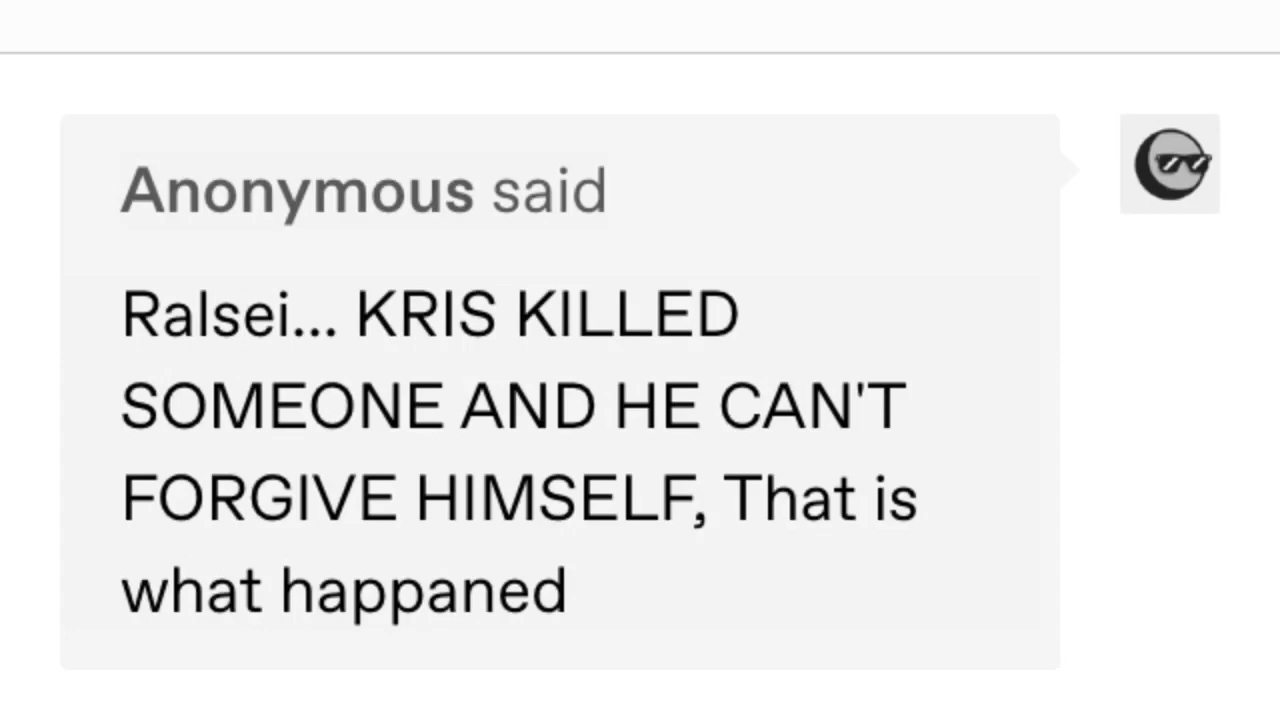 Anonymous said
Ralsei... KRIS KILLED
SOMEONE AND HE CAN'T
FORGIVE HIMSELF, That is
what happaned